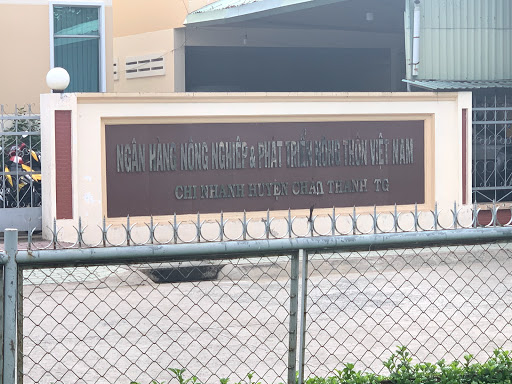 NGÂN HÀNG NÔNG NGHIỆP & PHÁT TRIỂN NÔNG THÔN VIỆT NAM
CHI NHÁNH HUYỆN CHÂU THÀNH TG